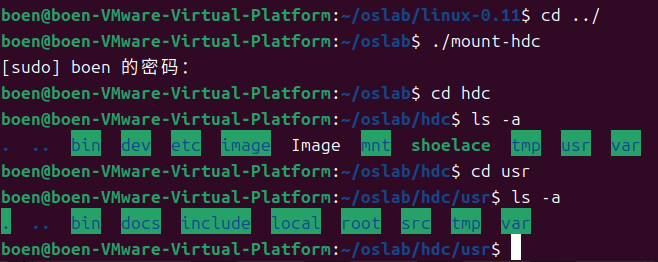 boen@boen-VMware-Virtual-Platform:~/oslab/linux-0.11$ cd ../
boen@boen-VMware-Virtual-Platform:~/oslab$ ./mount-hdc
[sudo] boen 的密码：
boen@boen-VMware-Virtual-Platform:~/oslab$ cd hdc
boen@boen-VMware-Virtual-Platform:~/oslab/hdc$ ls -a
. .. bin dev etc image Image mnt shoelace tmp usr var
boen@boen-VMware-Virtual-Platform:~/oslab/hdc$ cd usr
boen@boen-VMware-Virtual-Platform:~/oslab/hdc/usr$ ls -a
. .. bin docs include local root src tmp var
boen@boen-VMware-Virtual-Platform:~/oslab/hdc/usr$